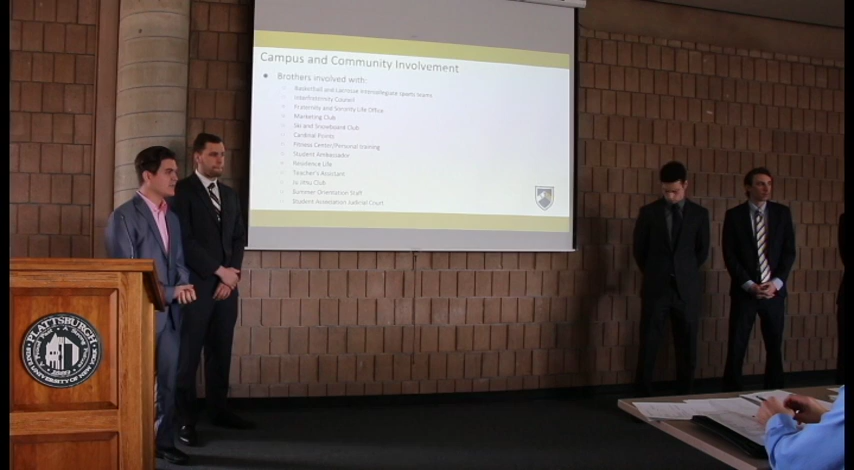 Campus and Community Involvement
Brothers involved with:
Basketball and Lacrosse intercollegiate sports teams
Interfraternity Council
Fraternity and Sorority Life Office
Marketing Club
Ski and Snowboard Club
Cardinal Points
Fitness Center/Personal training
Student Ambassador
Residence Life
Teacher's Assistant
Ju Jitsu Club
Summer Orientation Staff
Student Association Judicial Court
PLATTSBURGH
STATE UNIVERSITY OF NEW YORK
1889